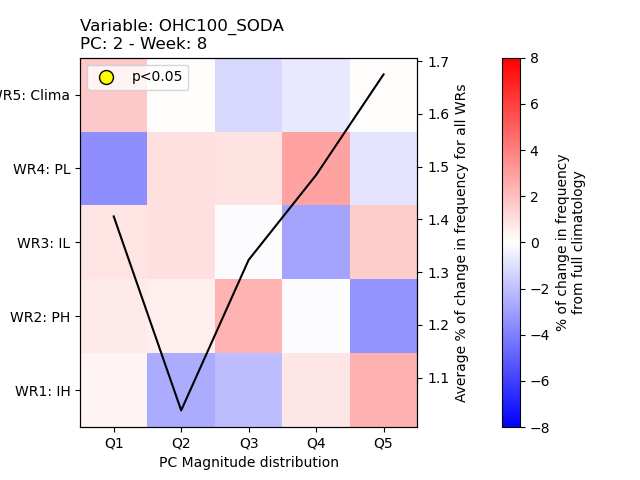 Variable: OHC100_SODA
PC: 2 - Week: 8
p<0.05
WR5: Clima
WR4: PL
WR3: IL
WR2: PH
WR1: IH
Q1 Q2 Q3 Q4 Q5
PC Magnitude distribution
1.7
1.6
1.5
1.4
1.3
1.2
1.1
Average % of change in frequency for all WRs
8
6
4
2
0
−2
−4
−6
−8
% of change in frequency
from full climatology